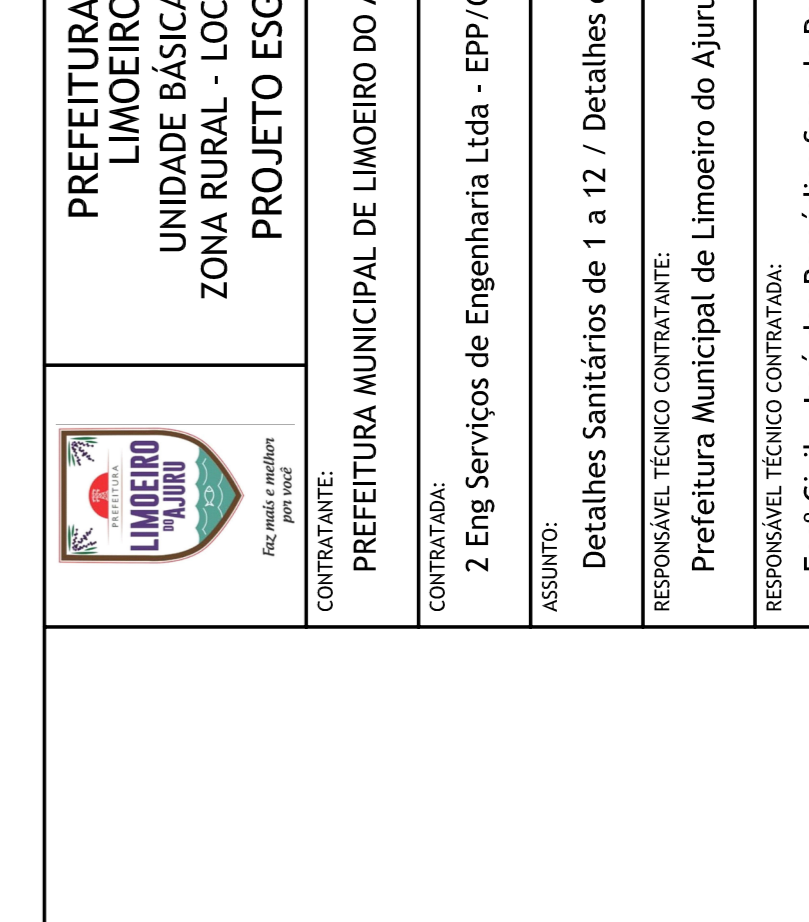 PREFEITURA
LIMOEIRO
UNIDADE BÁSICA
ZONA RURAL - LOC
PROJETO ESG
PREFEITURA
LIMOEIRO
DO AJURU
Faz mais e melhor
por você
CONTRATANTE:
PREFEITURA MUNICIPAL DE LIMOEIRO DO
CONTRATADA:
2 Eng Serviços de Engenharia Ltda - EPP/
ASSUNTO:
Detalhes Sanitários de 1 a 12 / Detalhes
RESPONSÁVEL TÉCNICO CONTRATANTE:
Prefeitura Municipal de Limoeiro do Ajuru
RESPONSÁVEL TÉCNICO CONTRATADA: